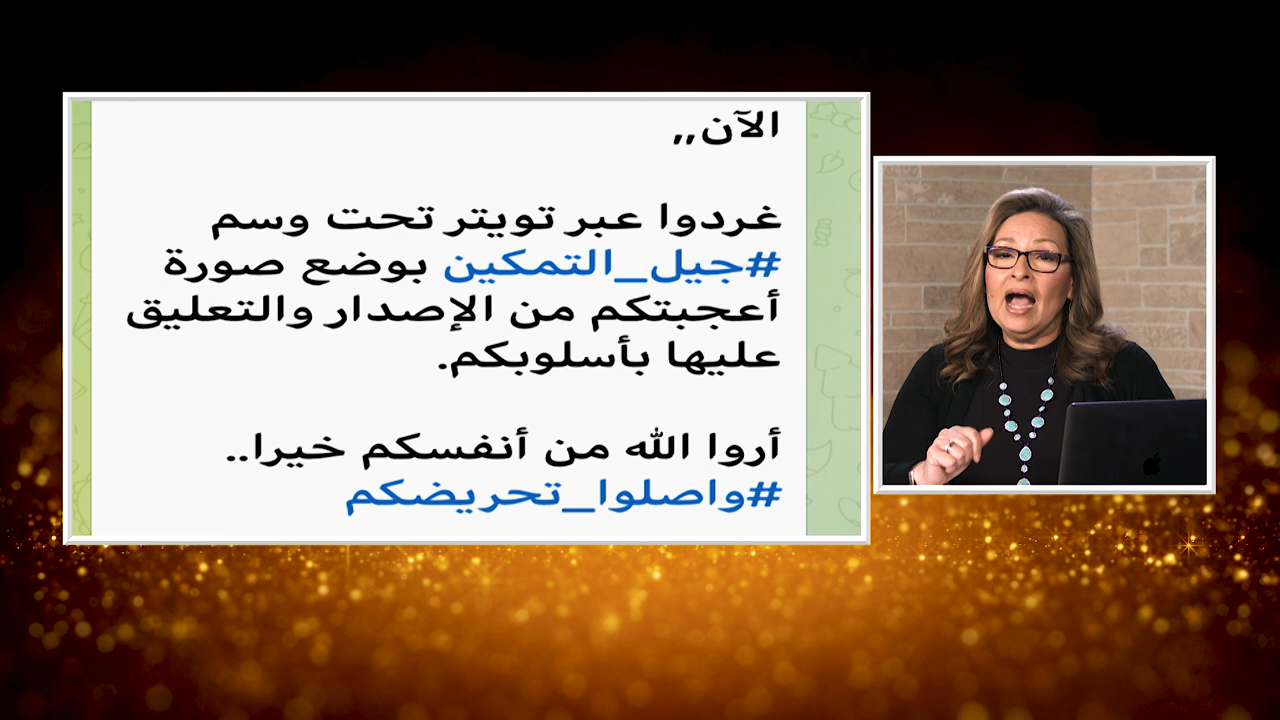 الآن,,
غردوا عبر تويتر تحت وسم
#جيل_التمكين بوضع صورة
أعجبتكم من الإصدار والتعليق
عليها بأسلوبكم.
أروا الله من أنفسكم خيرا..
#واصلوا_تحريضكم